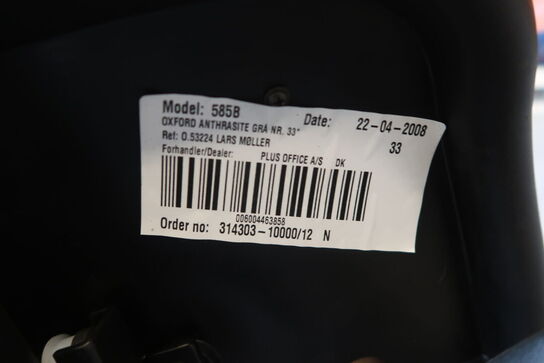 Model: 585B Date: 22-04-2008
OXFORD ANTHRASITE GRÅ NR. 33" 33
Ref: O.53224 LARS MØLLER
Forhandler/Dealer: PLUS OFFICE A/S DK
006004463858
Order no: 314303-10000/12 N